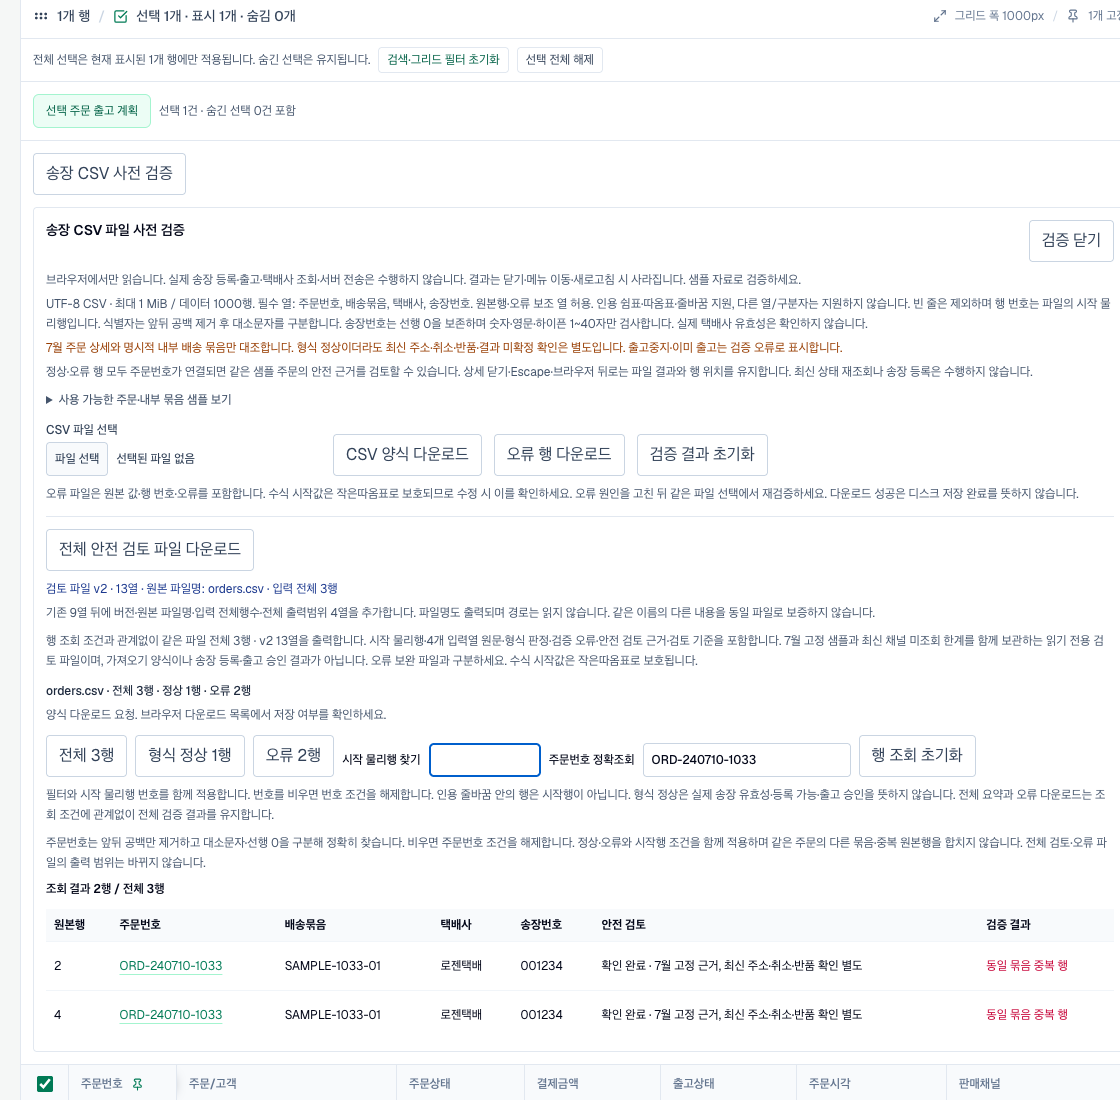 1개 행 / 선택 1개 · 표시 1개 · 숨김 0개
그리드 폭 1000px / 1개 고정
전체 선택은 현재 표시된 1개 행에만 적용됩니다. 숨긴 선택은 유지됩니다. 검색·그리드 필터 초기화 선택 전체 해제
선택 주문 출고 계획 선택 1건 · 숨긴 선택 0건 포함
송장 CSV 사전 검증
송장 CSV 파일 사전 검증
검증 닫기
브라우저에서만 읽습니다. 실제 송장 등록·출고·택배사 조회·서버 전송은 수행하지 않습니다. 결과는 닫기·메뉴 이동·새로고침 시 사라집니다. 샘플 자료로 검증하세요.
UTF-8 CSV · 최대 1 MiB / 데이터 1000행. 필수 열: 주문번호, 배송묶음, 택배사, 송장번호. 원본행·오류 보조 열 허용. 인용 쉼표·따옴표·줄바꿈 지원, 다른 열/구분자는 지원하지 않습니다. 빈 줄은 제외하며 행 번호는 파일의 시작 물
리행입니다. 식별자는 앞뒤 공백 제거 후 대소문자를 구분합니다. 송장번호는 선행 0을 보존하며 숫자·영문·하이픈 1~40자만 검사합니다. 실제 택배사 유효성은 확인하지 않습니다.
7월 주문 상세와 명시적 내부 배송 묶음만 대조합니다. 형식 정상이더라도 최신 주소·취소·반품·결과 미확정 확인은 별도입니다. 출고중지·이미 출고는 검증 오류로 표시합니다.
정상·오류 행 모두 주문번호가 연결되면 같은 샘플 주문의 안전 근거를 검토할 수 있습니다. 상세 닫기·Escape·브라우저 뒤로는 파일 결과와 행 위치를 유지합니다. 최신 상태 재조회나 송장 등록은 수행하지 않습니다.
▶ 사용 가능한 주문·내부 묶음 샘플 보기
CSV 파일 선택
파일 선택 선택된 파일 없음 CSV 양식 다운로드 오류 행 다운로드 검증 결과 초기화
오류 파일은 원본 값·행 번호·오류를 포함합니다. 수식 시작값은 작은따옴표로 보호되므로 수정 시 이를 확인하세요. 오류 원인을 고친 뒤 같은 파일 선택에서 재검증하세요. 다운로드 성공은 디스크 저장 완료를 뜻하지 않습니다.
전체 안전 검토 파일 다운로드
검토 파일 v2 · 13열 · 원본 파일명: orders.csv · 입력 전체 3행
기존 9열 뒤에 버전·원본 파일명·입력 전체행수·전체 출력범위 4열을 추가합니다. 파일명도 출력되며 경로는 읽지 않습니다. 같은 이름의 다른 내용을 동일 파일로 보증하지 않습니다.
행 조회 조건과 관계없이 같은 파일 전체 3행 · v2 13열을 출력합니다. 시작 물리행·4개 입력열 원문·형식 판정·검증 오류·안전 검토 근거·검토 기준을 포함합니다. 7월 고정 샘플과 최신 채널 미조회 한계를 함께 보관하는 읽기 전용 검
토 파일이며, 가져오기 양식이나 송장 등록·출고 승인 결과가 아닙니다. 오류 보완 파일과 구분하세요. 수식 시작값은 작은따옴표로 보호됩니다.
orders.csv · 전체 3행 · 정상 1행 · 오류 2행
양식 다운로드 요청. 브라우저 다운로드 목록에서 저장 여부를 확인하세요.
전체 3행 형식 정상 1행 오류 2행 시작 물리행 찾기 주문번호 정확조회 ORD-240710-1033 행 조회 초기화
필터와 시작 물리행 번호를 함께 적용합니다. 번호를 비우면 번호 조건을 해제합니다. 인용 줄바꿈 안의 행은 시작행이 아닙니다. 형식 정상은 실제 송장 유효성·등록 가능·출고 승인을 뜻하지 않습니다. 전체 요약과 오류 다운로드는 조
회 조건에 관계없이 전체 검증 결과를 유지합니다.
주문번호는 앞뒤 공백만 제거하고 대소문자·선행 0을 구분해 정확히 찾습니다. 비우면 주문번호 조건을 해제합니다. 정상·오류와 시작행 조건을 함께 적용하며 같은 주문의 다른 묶음·중복 원본행을 합치지 않습니다. 전체 검토·오류 파
일의 출력 범위는 바뀌지 않습니다.
조회 결과 2행 / 전체 3행
원본행 주문번호 배송묶음 택배사 송장번호 안전 검토 검증 결과
2 ORD-240710-1033 SAMPLE-1033-01 로젠택배 001234 확인 완료 · 7월 고정 근거, 최신 주소·취소·반품 확인 별도 동일 묶음 중복 행
4 ORD-240710-1033 SAMPLE-1033-01 로젠택배 001234 확인 완료 · 7월 고정 근거, 최신 주소·취소·반품 확인 별도 동일 묶음 중복 행
주문번호 주문/고객 주문상태 결제금액 출고상태 주문시각 판매채널